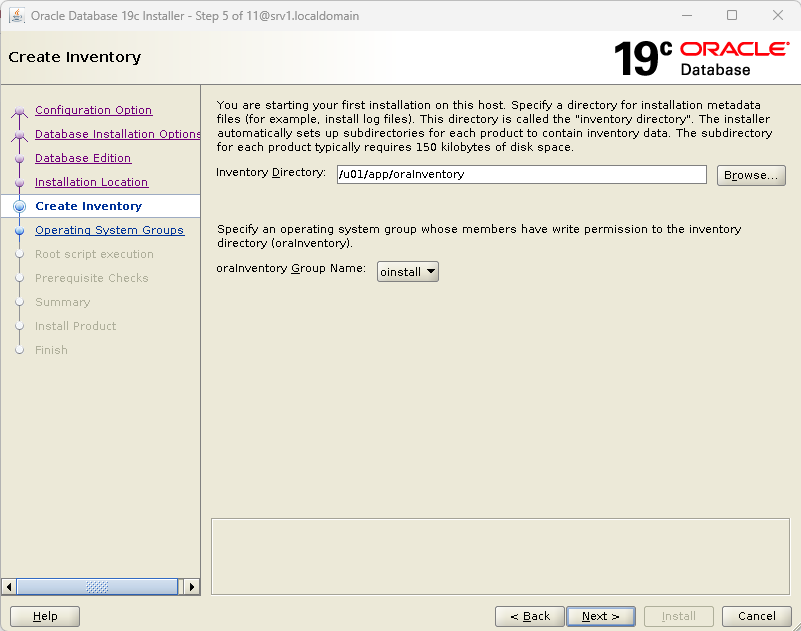 Oracle Database 19c Installer - Step 5 of 11@srv1.localdomain
Create Inventory
19c ORACLE
Database
Configuration Option
Database Installation Options
Database Edition
Installation Location
Create Inventory
Operating System Groups
Root script execution
Prerequisite Checks
Summary
Install Product
Finish
You are starting your first installation on this host. Specify a directory for installation metadata
files (for example, install log files). This directory is called the "inventory directory". The installer
automatically sets up subdirectories for each product to contain inventory data. The subdirectory
for each product typically requires 150 kilobytes of disk space.
Inventory Directory: /u01/app/oraInventory Browse...
Specify an operating system group whose members have write permission to the inventory
directory (oraInventory).
oraInventory Group Name: oinstall
Help < Back Next > Install Cancel